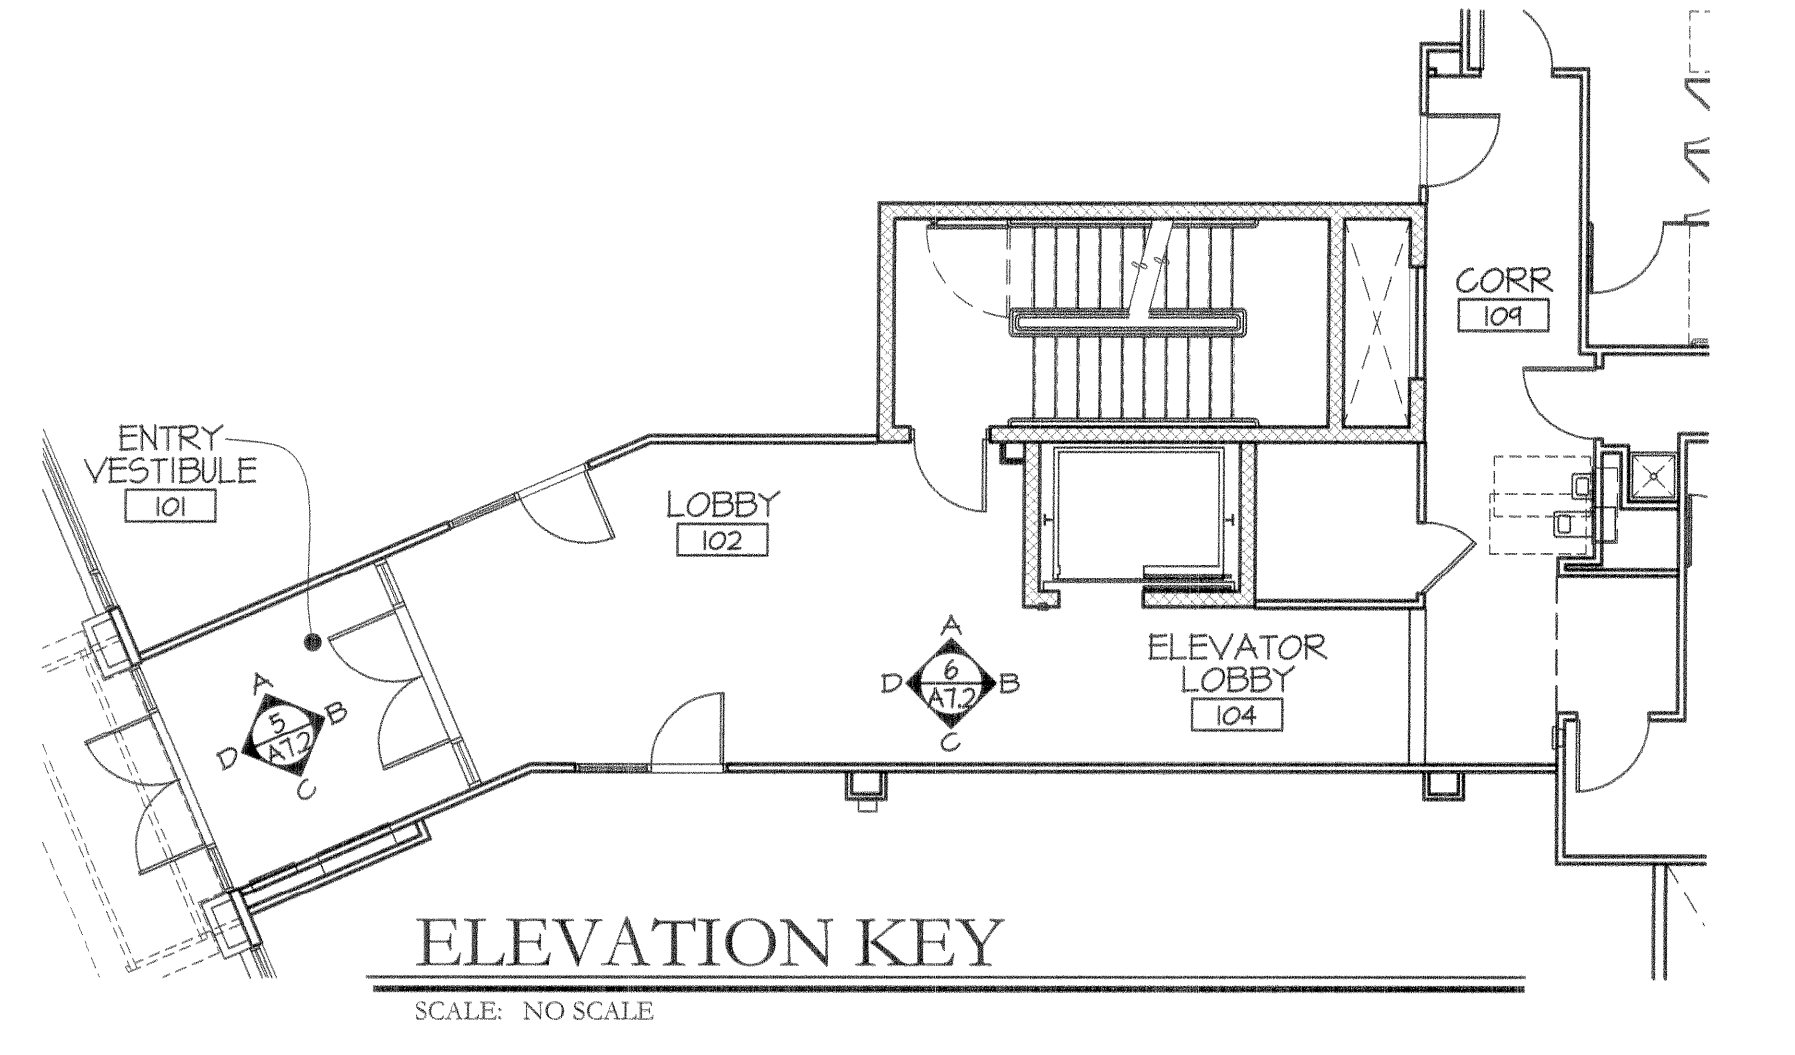 CORR
109
ENTRY
VESTIBULE
101
LOBBY
102
A
D 6 B
A7.2
C
ELEVATOR
LOBBY
104
A
5 B
D A7.2
C
ELEVATION KEY
SCALE: NO SCALE